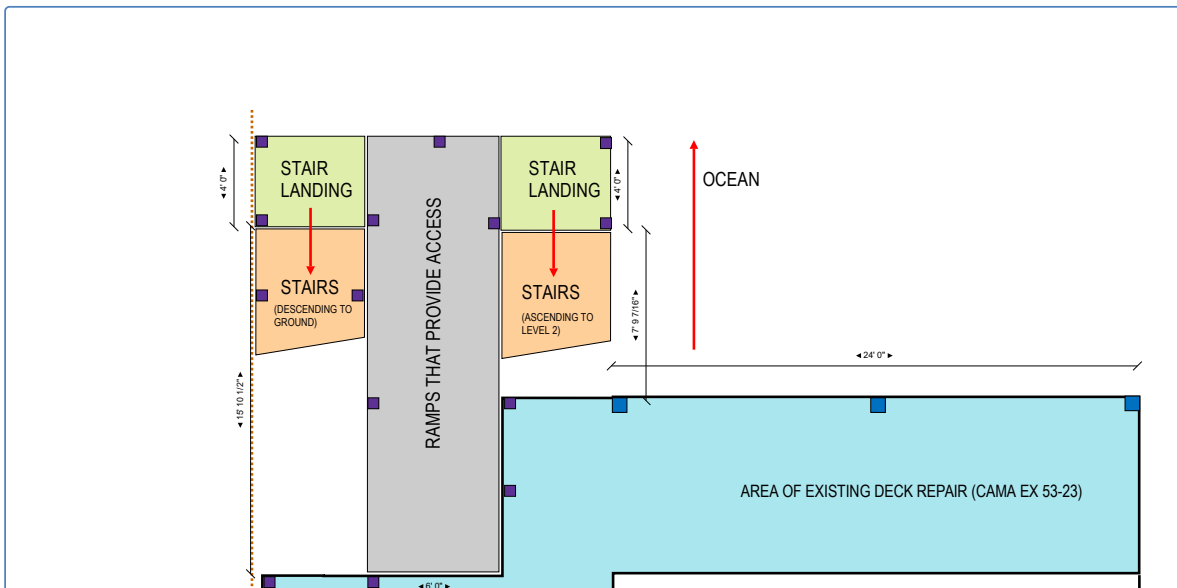 STAIR
LANDING
STAIR
LANDING
◄ 4' 0" ►
◄ 4' 0" ►
OCEAN
RAMPS THAT PROVIDE ACCESS
STAIRS
(DESCENDING TO
GROUND)
STAIRS
(ASCENDING TO
LEVEL 2)
◄ 7' 9 7/16" ►
◄ 24' 0" ►
◄ 15' 10 1/2" ►
AREA OF EXISTING DECK REPAIR (CAMA EX 53-23)
◄ 6' 0" ►